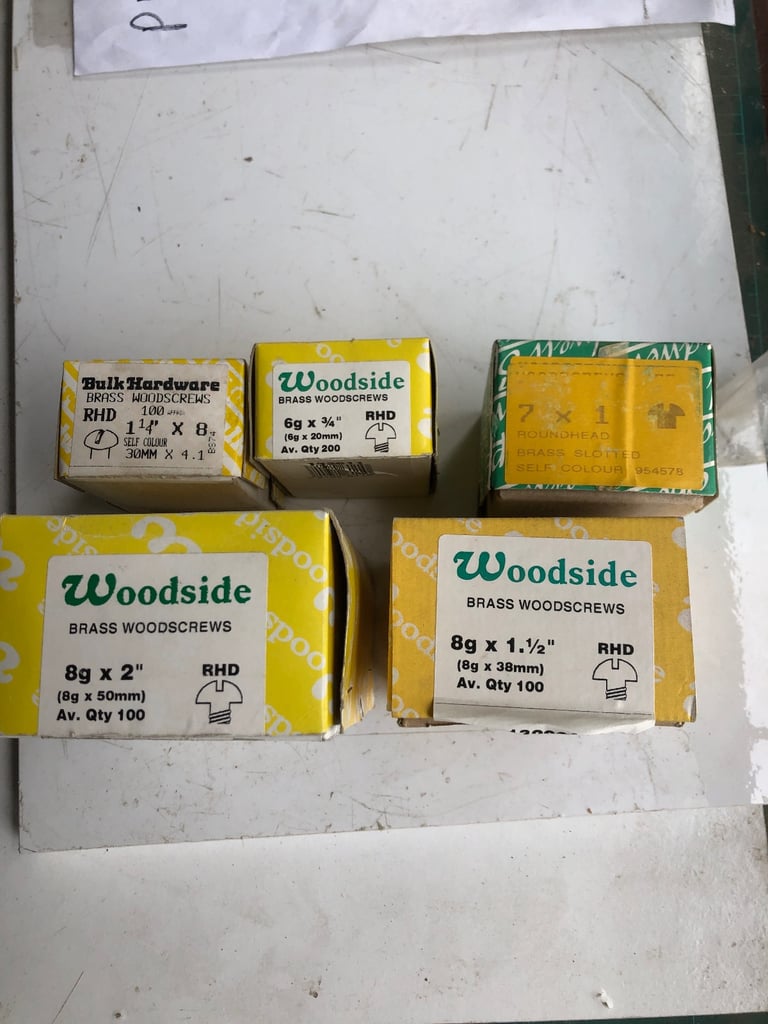 P
Bulk Hardware
BRASS WOODSCREWS
RHD 100 APPROX
1¼" X 8
SELF COLOUR
30MM X 4.1
BS74
Woodside
BRASS WOODSCREWS
6g x ¾" RHD
(6g x 20mm)
Av. Qty 200
7 x 1
ROUNDHEAD
BRASS SLOTTED
SELF COLOUR 954578
Woodside
BRASS WOODSCREWS
8g x 2" RHD
(8g x 50mm)
Av. Qty 100
Woodside
BRASS WOODSCREWS
8g x 1.½" RHD
(8g x 38mm)
Av. Qty 100